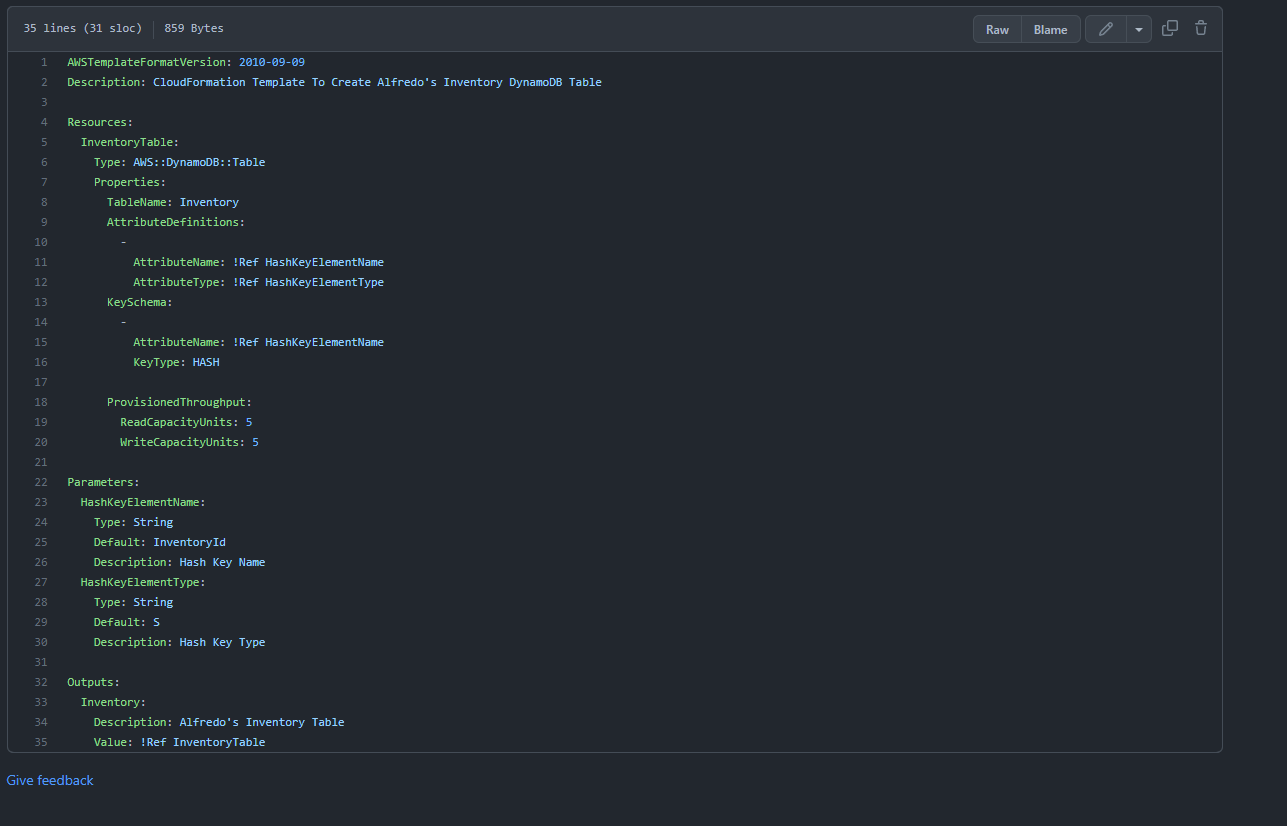 35 lines (31 sloc) 859 Bytes Raw Blame
1 AWSTemplateFormatVersion: 2010-09-09
2 Description: CloudFormation Template To Create Alfredo's Inventory DynamoDB Table
3
4 Resources:
5   InventoryTable:
6     Type: AWS::DynamoDB::Table
7     Properties:
8       TableName: Inventory
9       AttributeDefinitions:
10         -
11           AttributeName: !Ref HashKeyElementName
12           AttributeType: !Ref HashKeyElementType
13       KeySchema:
14         -
15           AttributeName: !Ref HashKeyElementName
16           KeyType: HASH
17
18       ProvisionedThroughput:
19         ReadCapacityUnits: 5
20         WriteCapacityUnits: 5
21
22 Parameters:
23   HashKeyElementName:
24     Type: String
25     Default: InventoryId
26     Description: Hash Key Name
27   HashKeyElementType:
28     Type: String
29     Default: S
30     Description: Hash Key Type
31
32 Outputs:
33   Inventory:
34     Description: Alfredo's Inventory Table
35     Value: !Ref InventoryTable
Give feedback